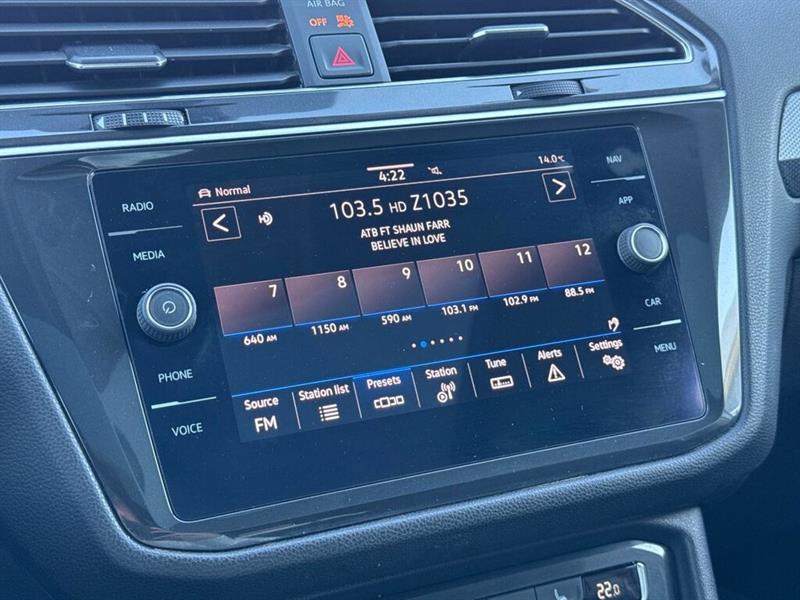 AIR BAG
OFF
Normal
4:22
14.0°C
103.5 HD Z1035
ATB FT SHAUN FARR
BELIEVE IN LOVE
RADIO
MEDIA
PHONE
VOICE
NAV
APP
CAR
MENU
7 8 9 10 11 12
640 AM 1150 AM 590 AM 103.1 FM 102.9 FM 88.5 FM
Source Station list Presets Station Tune Alerts Settings
FM
22.0